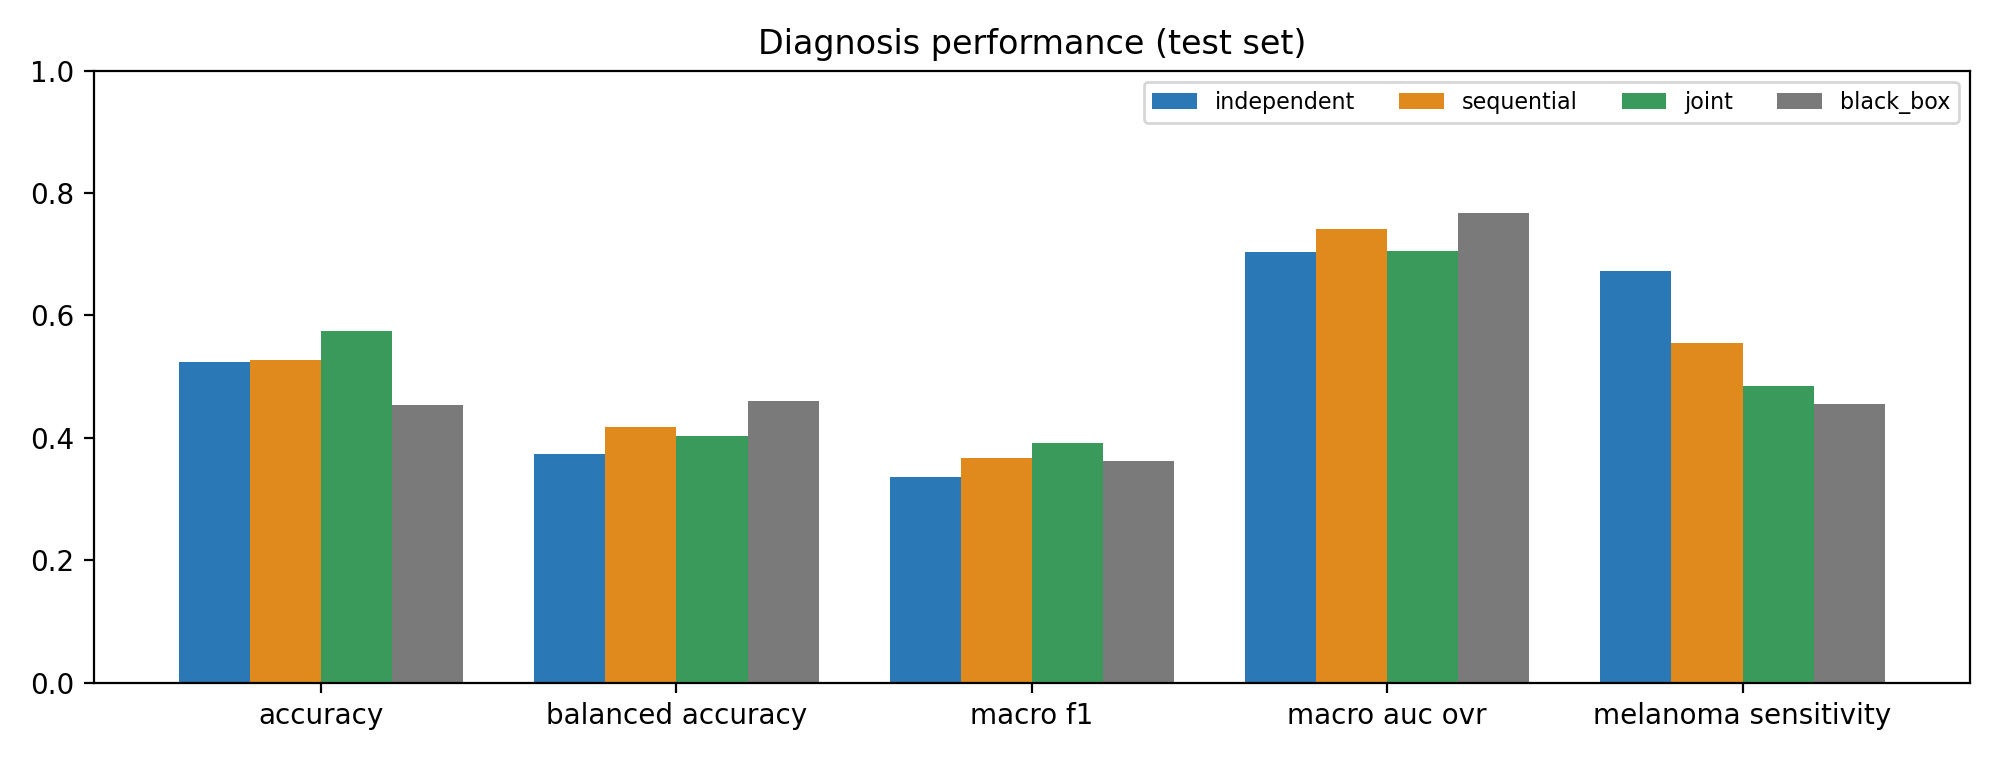 Diagnosis performance (test set)
independent sequential joint black_box
1.0
0.8
0.6
0.4
0.2
0.0
accuracy balanced accuracy macro f1 macro auc ovr melanoma sensitivity